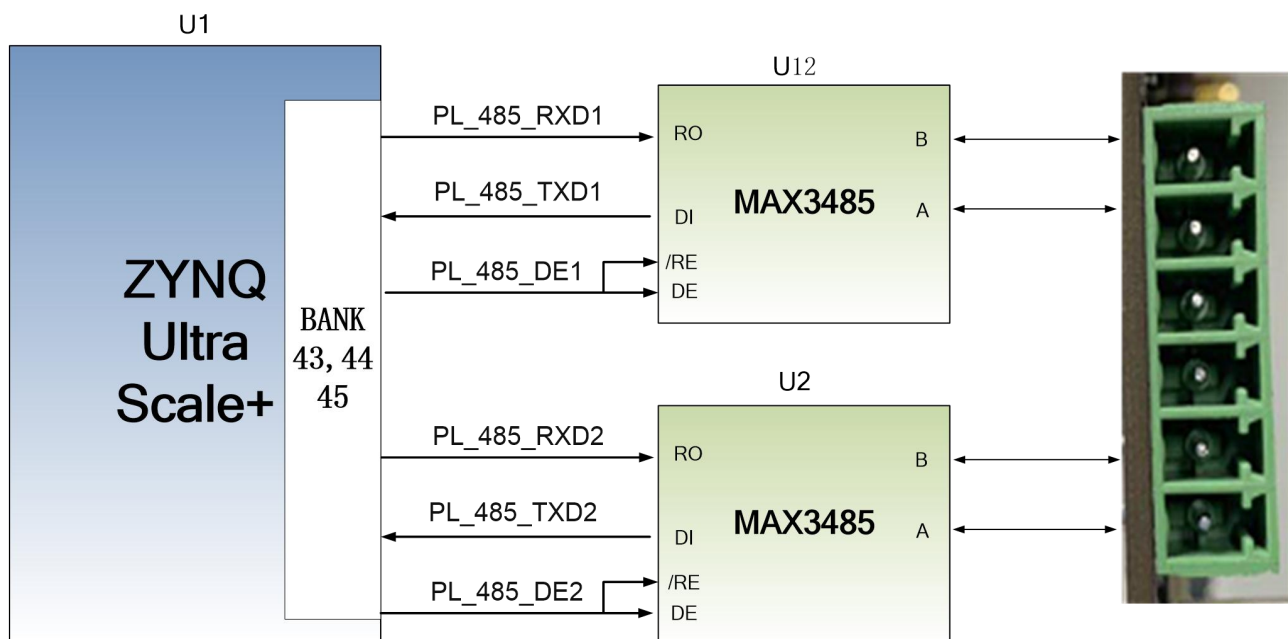 U1
ZYNQ
Ultra
Scale+
BANK
43, 44
45
PL_485_RXD1
PL_485_TXD1
PL_485_DE1
PL_485_RXD2
PL_485_TXD2
PL_485_DE2
U12
RO
B
DI
MAX3485
A
/RE
DE
U2
RO
B
DI
MAX3485
A
/RE
DE